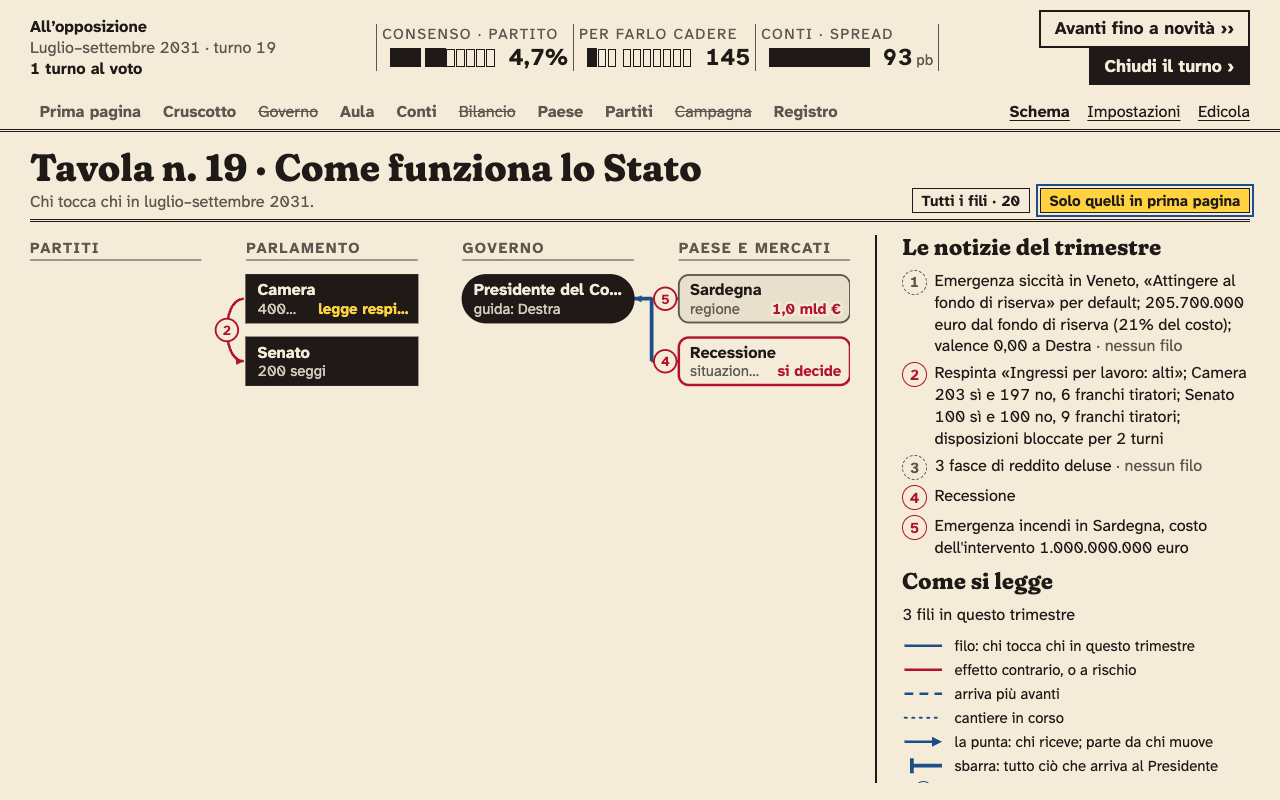 All'opposizione
Luglio–settembre 2031 · turno 19
1 turno al voto
CONSENSO · PARTITO
4,7%
PER FARLO CADERE
145
CONTI · SPREAD
93 pb
Avanti fino a novità ››
Chiudi il turno ›
Prima pagina Cruscotto Governo Aula Conti Bilancio Paese Partiti Campagna Registro
Schema Impostazioni Edicola
Tavola n. 19 · Come funziona lo Stato
Chi tocca chi in luglio–settembre 2031.
Tutti i fili · 20
Solo quelli in prima pagina
PARTITI
PARLAMENTO
GOVERNO
PAESE E MERCATI
Camera
400... legge respi...
2
Senato
200 seggi
Presidente del Co...
guida: Destra
5
Sardegna
regione 1,0 mld €
4
Recessione
situazion... si decide
Le notizie del trimestre
1 Emergenza siccità in Veneto, «Attingere al
fondo di riserva» per default; 205.700.000
euro dal fondo di riserva (21% del costo);
valence 0,00 a Destra · nessun filo
2 Respinta «Ingressi per lavoro: alti»; Camera
203 sì e 197 no, 6 franchi tiratori; Senato
100 sì e 100 no, 9 franchi tiratori;
disposizioni bloccate per 2 turni
3 3 fasce di reddito deluse · nessun filo
4 Recessione
5 Emergenza incendi in Sardegna, costo
dell'intervento 1.000.000.000 euro
Come si legge
3 fili in questo trimestre
filo: chi tocca chi in questo trimestre
effetto contrario, o a rischio
arriva più avanti
cantiere in corso
la punta: chi riceve; parte da chi muove
sbarra: tutto ciò che arriva al Presidente